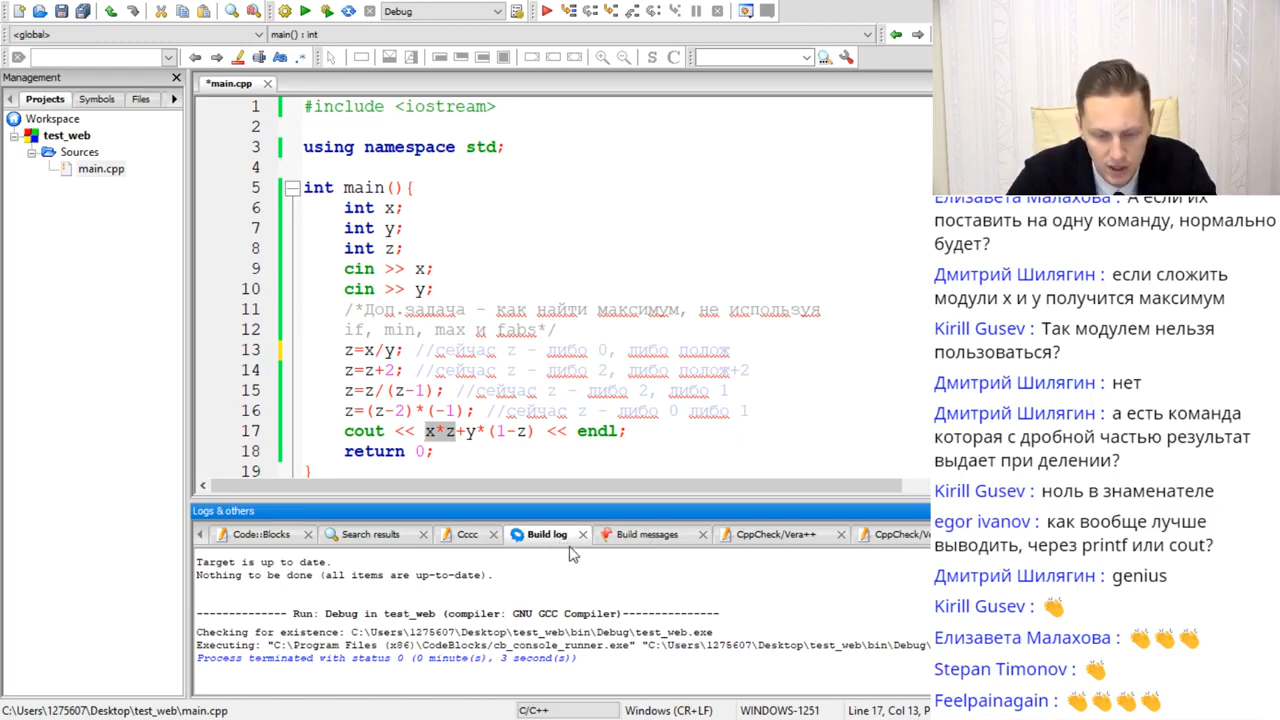 Debug
<global>
main() : int
S C
Management
*main.cpp
Projects Symbols Files
Workspace
test_web
Sources
main.cpp
1 #include <iostream>
2
3 using namespace std;
4
5 int main(){
6 int x;
7 int y;
8 int z;
9 cin >> x;
10 cin >> y;
11 /*Доп.задача - как найти максимум, не используя
12 if, min, max и fabs*/
13 z=x/y; //сейчас z - либо 0, либо полож
14 z=z+2; //сейчас z - либо 2, либо полож+2
15 z=z/(z-1); //сейчас z - либо 2, либо 1
16 z=(z-2)*(-1); //сейчас z - либо 0 либо 1
17 cout << x*z+y*(1-z) << endl;
18 return 0;
19 }
Logs & others
Code::Blocks Search results Cccc Build log Build messages CppCheck/Vera++ CppCheck/Vera
Target is up to date.
Nothing to be done (all items are up-to-date).
-------------- Run: Debug in test_web (compiler: GNU GCC Compiler)---------------
Checking for existence: C:\Users\1275607\Desktop\test_web\bin\Debug\test_web.exe
Executing: "C:\Program Files (x86)\CodeBlocks/cb_console_runner.exe" "C:\Users\1275607\Desktop\test_web\bin\Debug
Process terminated with status 0 (0 minute(s), 3 second(s))
C:\Users\1275607\Desktop\test_web\main.cpp C/C++ Windows (CR+LF) WINDOWS-1251 Line 17, Col 13, P
Елизавета Малахова : А если их
поставить на одну команду, нормально
будет?
Дмитрий Шилягин : если сложить
модули x и y получится максимум
Kirill Gusev : Так модулем нельзя
пользоваться?
Дмитрий Шилягин : нет
Дмитрий Шилягин : а есть команда
которая с дробной частью результат
выдает при делении?
Kirill Gusev : ноль в знаменателе
egor ivanov : как вообще лучше
выводить, через printf или cout?
Дмитрий Шилягин : genius
Kirill Gusev : 👏
Елизавета Малахова : 👏👏👏
Stepan Timonov : 👏
Feelpainagain : 👏👏👏👏